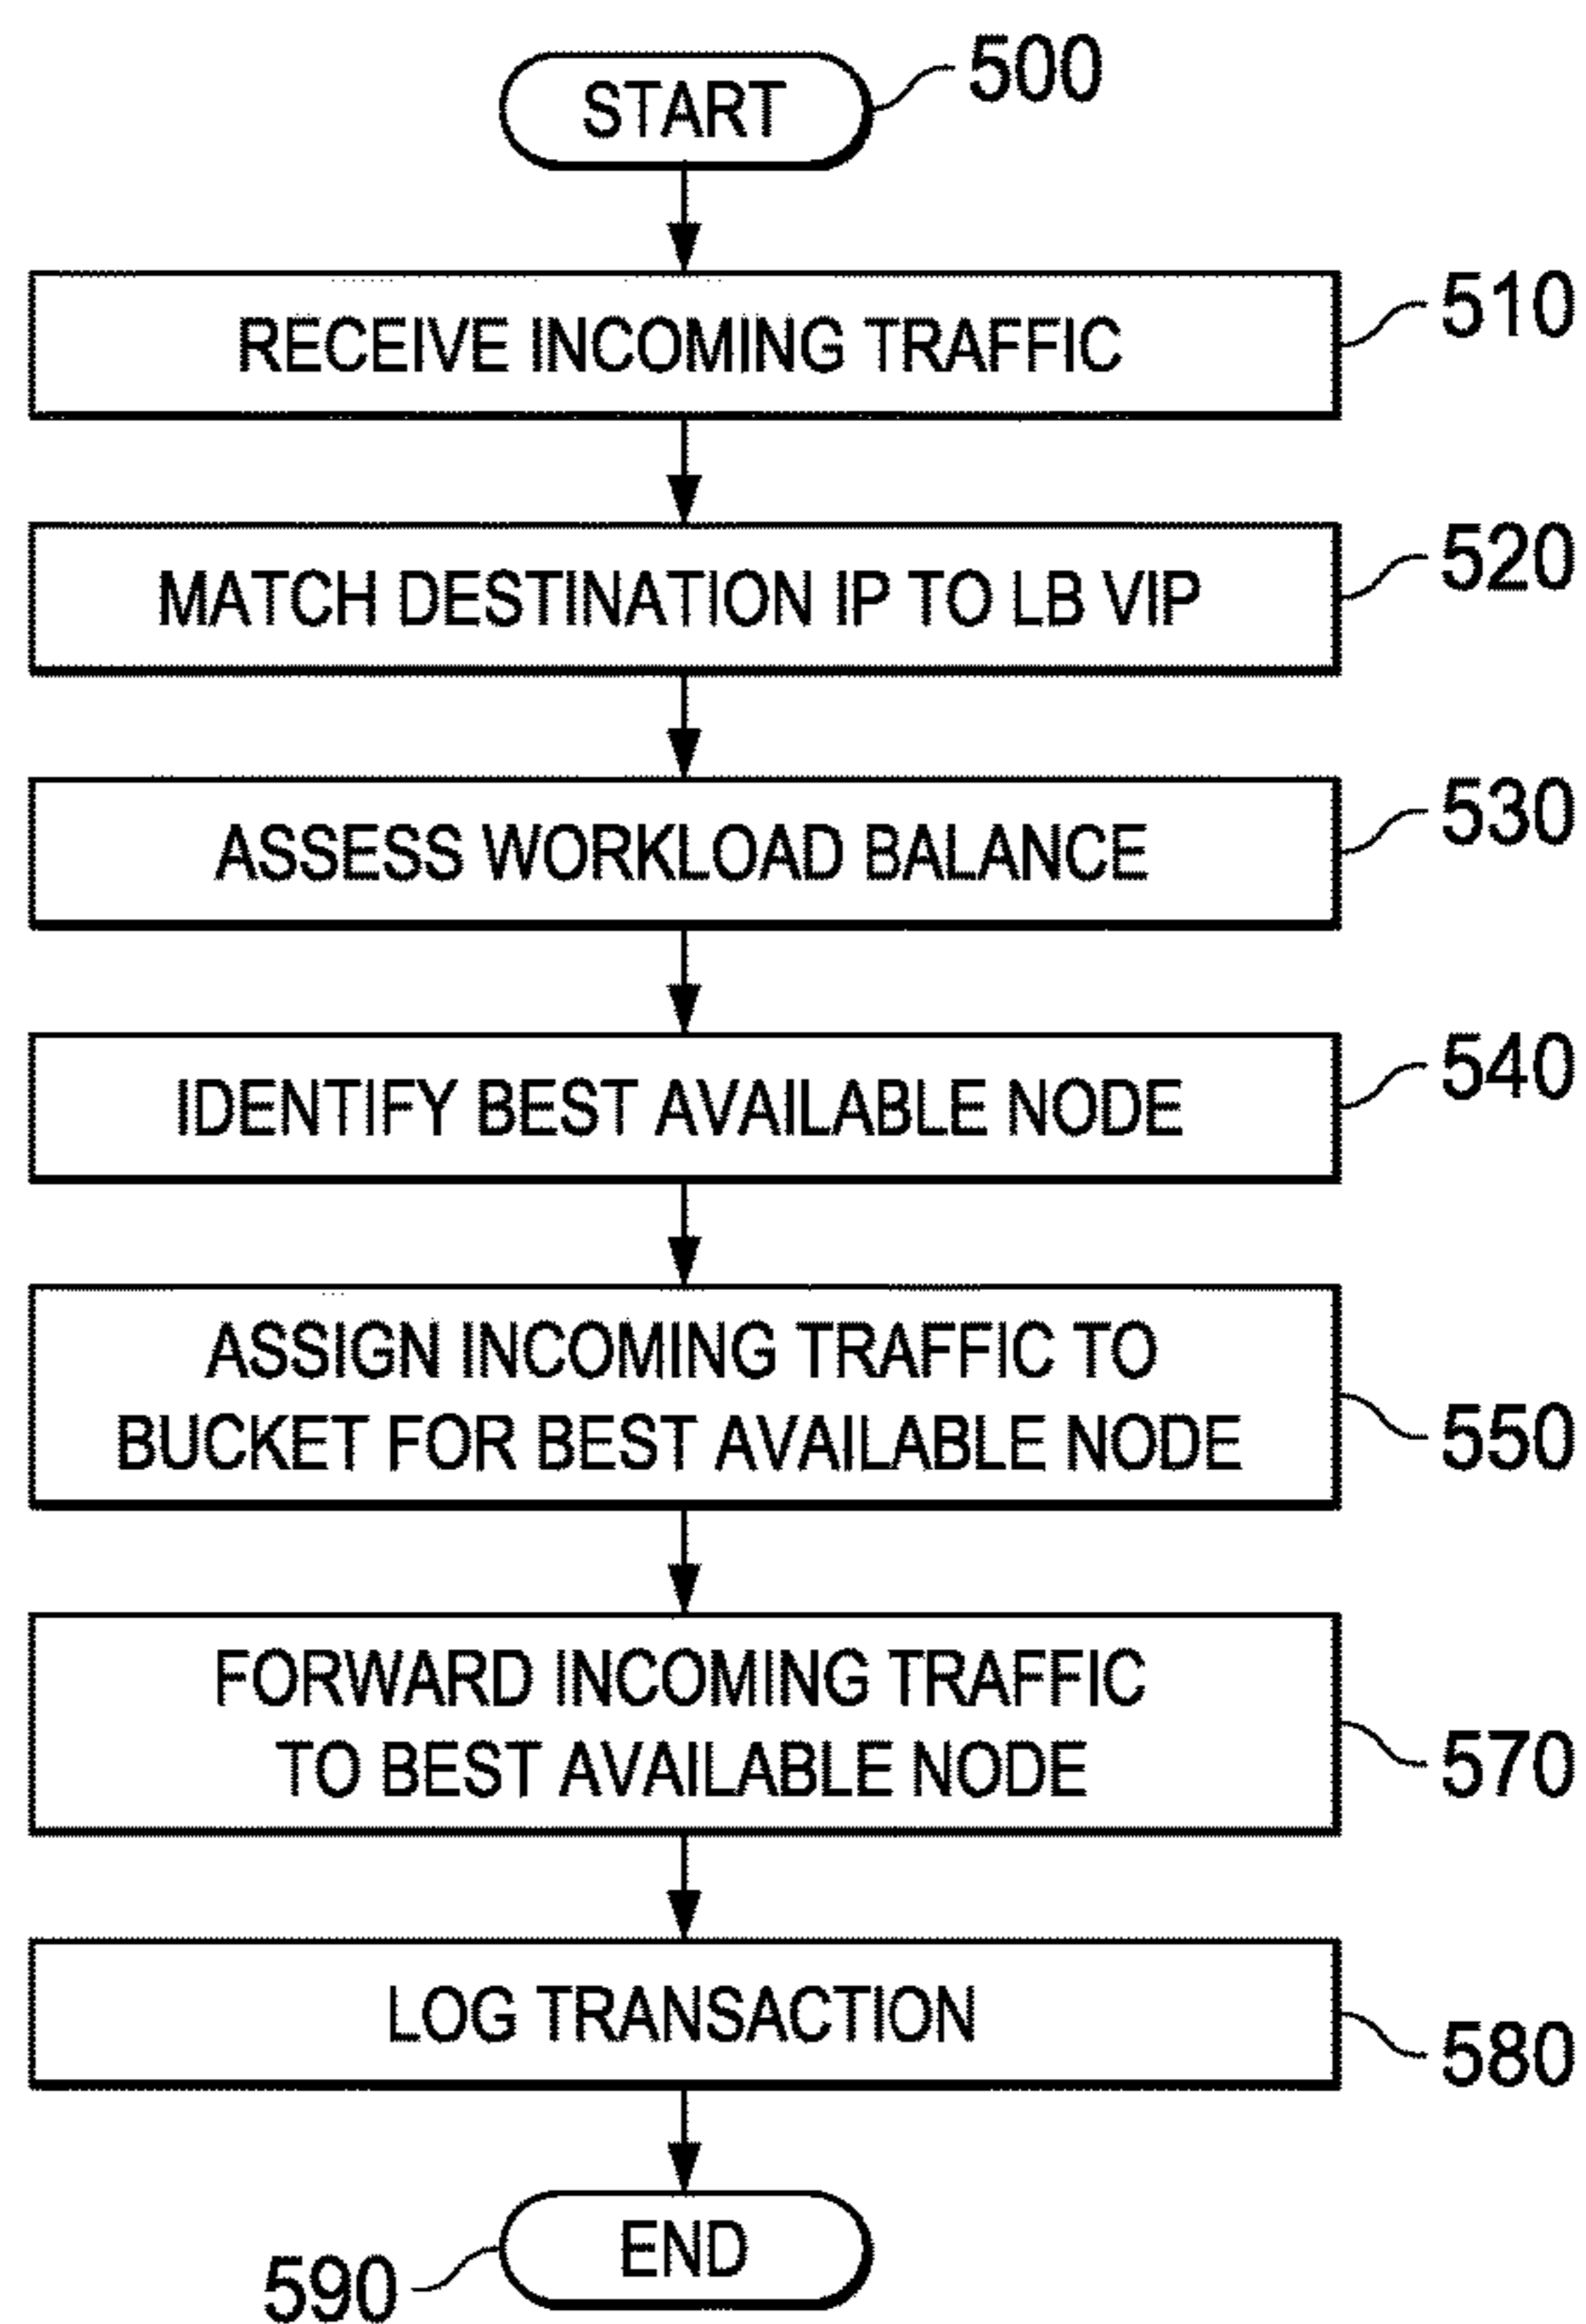 START
500
RECEIVE INCOMING TRAFFIC
510
MATCH DESTINATION IP TO LB VIP
520
ASSESS WORKLOAD BALANCE
530
IDENTIFY BEST AVAILABLE NODE
540
ASSIGN INCOMING TRAFFIC TO
BUCKET FOR BEST AVAILABLE NODE
550
FORWARD INCOMING TRAFFIC
TO BEST AVAILABLE NODE
570
LOG TRANSACTION
580
END
590